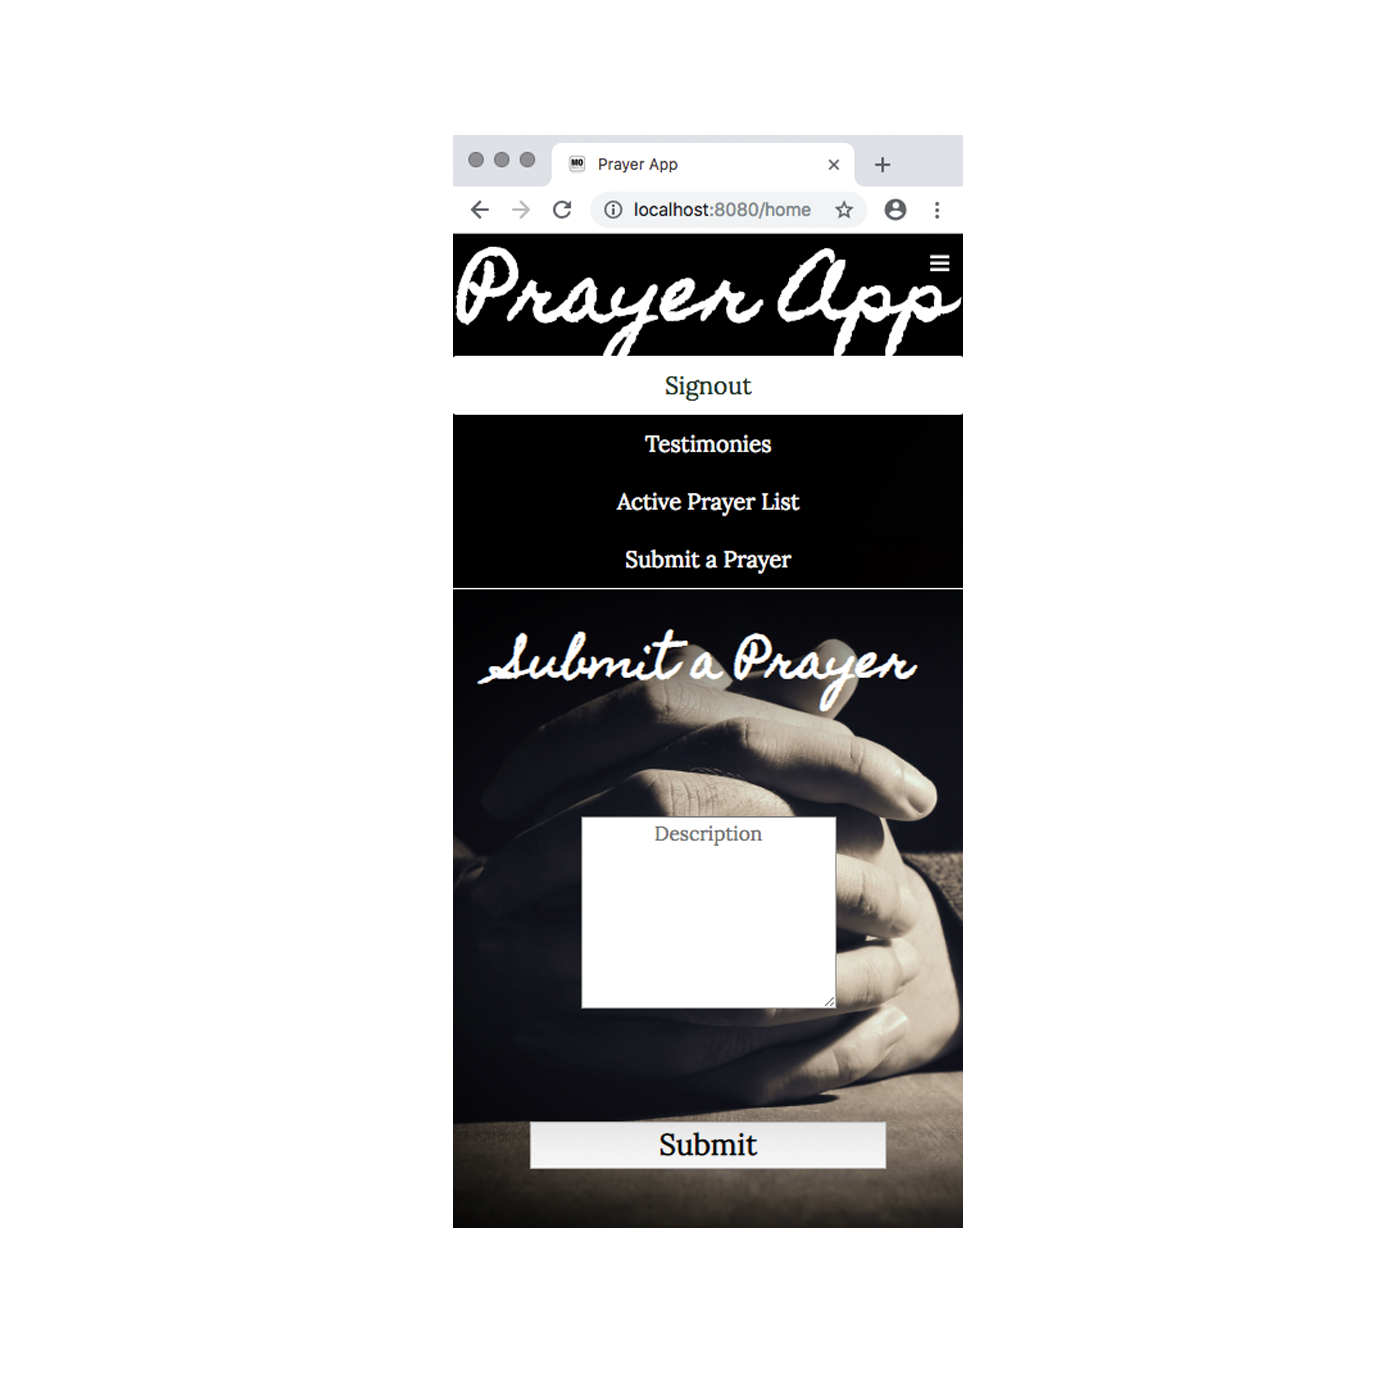 MO Prayer App
localhost:8080/home
Prayer App
Signout
Testimonies
Active Prayer List
Submit a Prayer
Submit a Prayer
Description
Submit